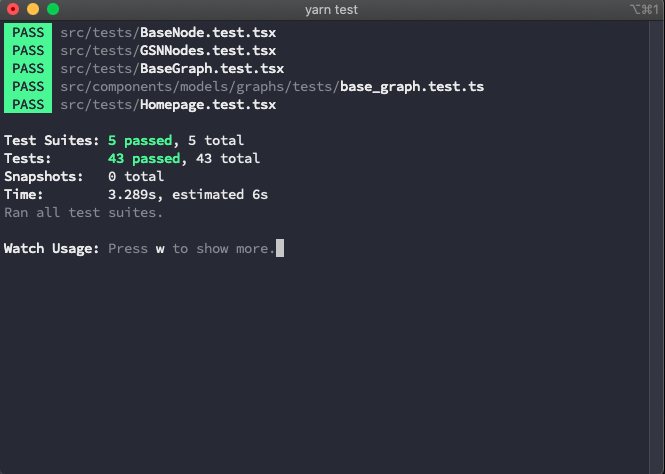 yarn test
⌥⌘1
PASS src/tests/BaseNode.test.tsx
PASS src/tests/GSNNodes.test.tsx
PASS src/tests/BaseGraph.test.tsx
PASS src/components/models/graphs/tests/base_graph.test.ts
PASS src/tests/Homepage.test.tsx
Test Suites: 5 passed, 5 total
Tests: 43 passed, 43 total
Snapshots: 0 total
Time: 3.289s, estimated 6s
Ran all test suites.
Watch Usage: Press w to show more.